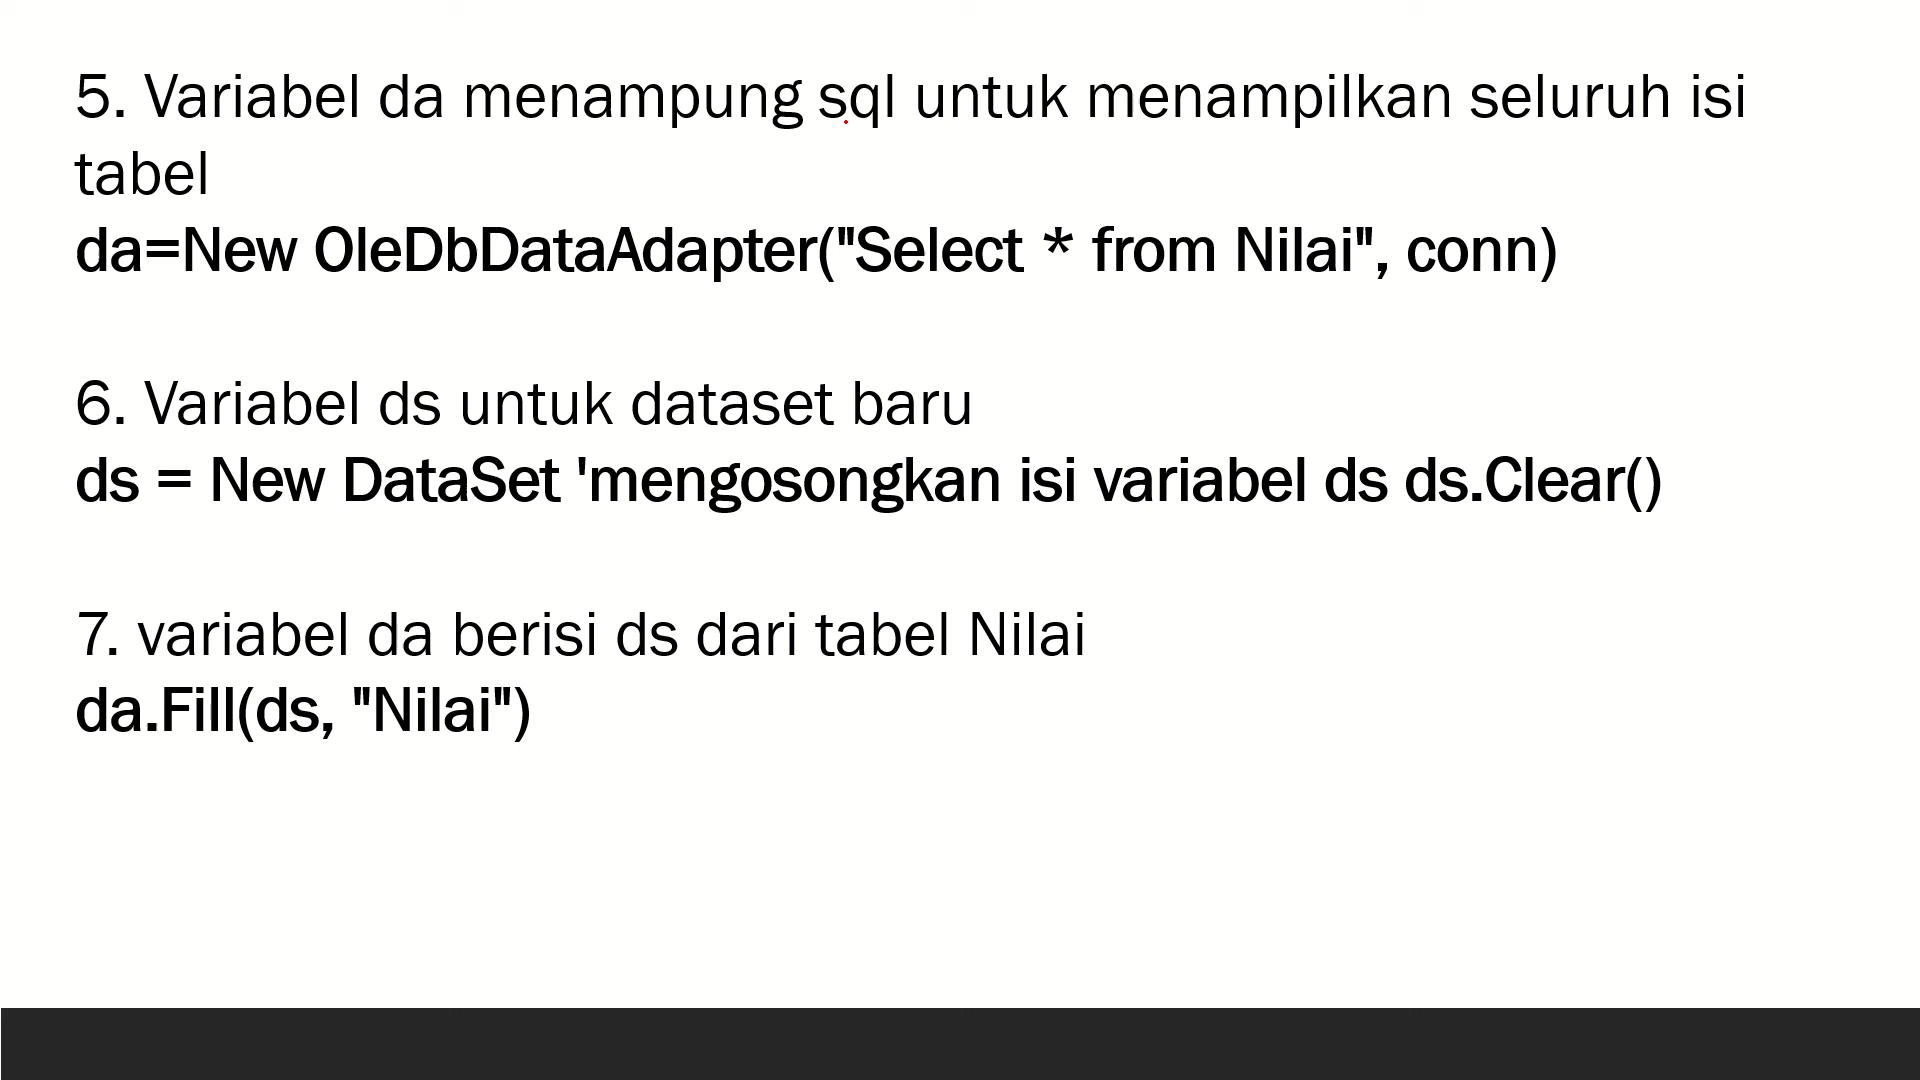 5. Variabel da menampung sql untuk menampilkan seluruh isi
tabel
da=New OleDbDataAdapter("Select * from Nilai", conn)
6. Variabel ds untuk dataset baru
ds = New DataSet 'mengosongkan isi variabel ds ds.Clear()
7. variabel da berisi ds dari tabel Nilai
da.Fill(ds, "Nilai")